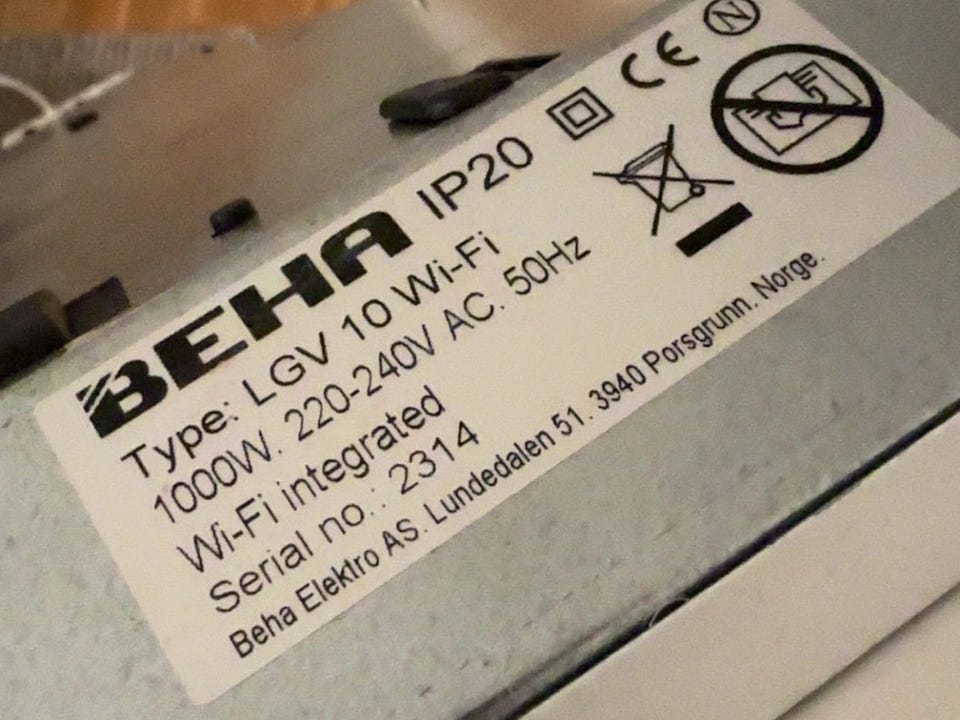 BEHA IP20
Type: LGV 10 Wi-Fi
1000W. 220-240V AC. 50Hz
Wi-Fi integrated
Serial no.: 2314
Beha Elektro AS. Lundedalen 51. 3940 Porsgrunn. Norge.
CE
N